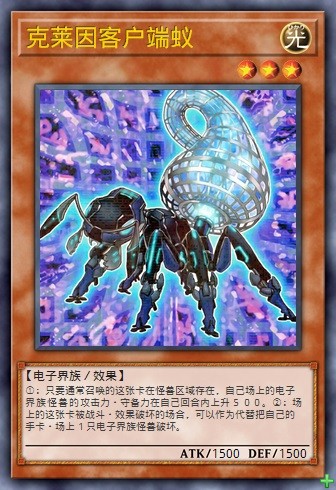 克莱因客户端蚁
光
【电子界族／效果】
①：只要通常召唤的这张卡在怪兽区域存在，自己场上的电子
界族怪兽的攻击力·守备力在自己回合内上升５００。②：场
上的这张卡被战斗·效果破坏的场合，可以作为代替把自己的
手卡·场上１只电子界族怪兽破坏。
ATK/1500 DEF/1500